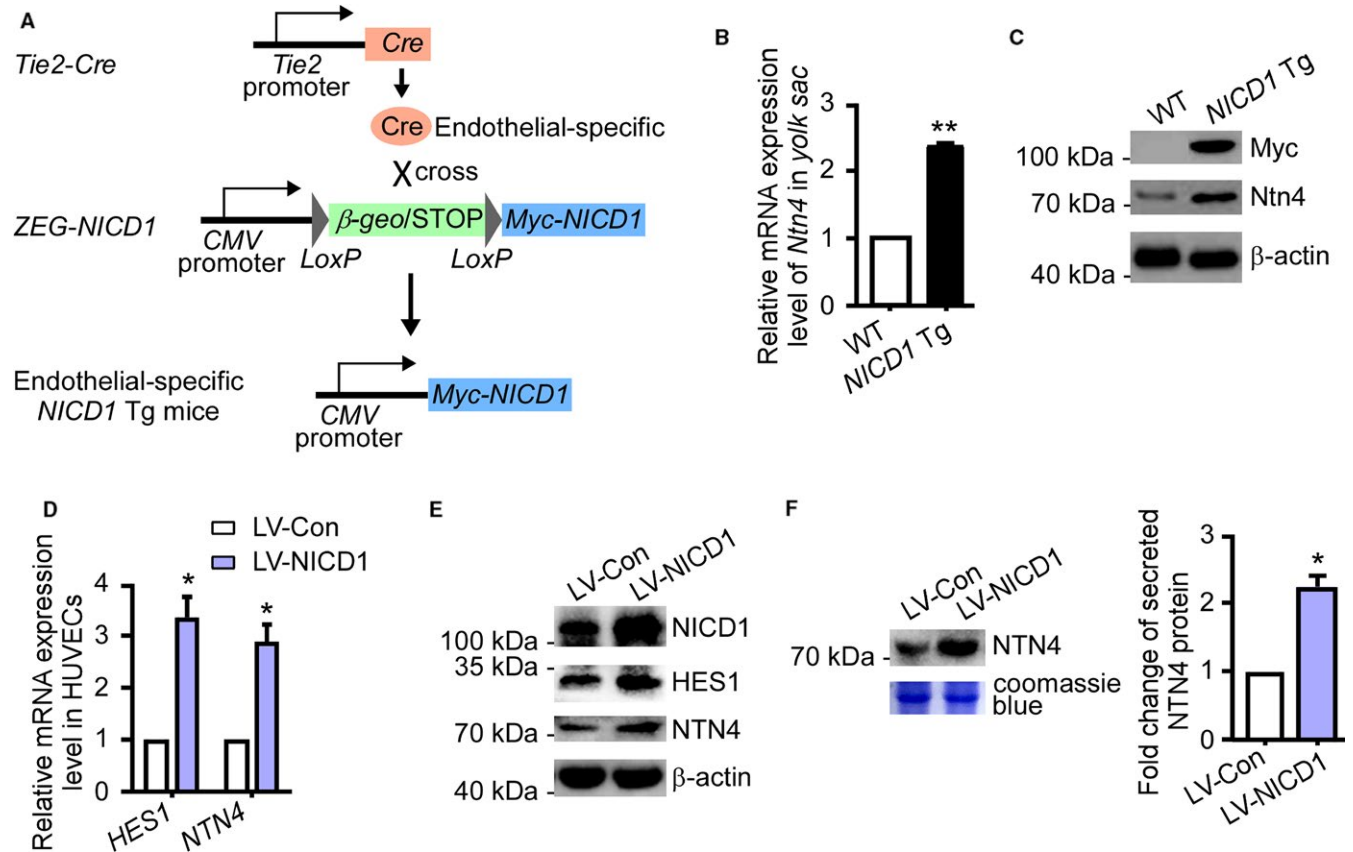 A
Tie2-Cre
Cre
Tie2
promoter
Cre Endothelial-specific
X cross
ZEG-NICD1
β-geo/STOP
Myc-NICD1
CMV
promoter
LoxP
LoxP
Endothelial-specific
NICD1 Tg mice
Myc-NICD1
CMV
promoter
B
Relative mRNA expression
level of Ntn4 in yolk sac
3
2
1
0
**
WT
NICD1 Tg
C
WT
NICD1 Tg
100 kDa
Myc
70 kDa
Ntn4
40 kDa
β-actin
D
LV-Con
LV-NICD1
Relative mRNA expression
level in HUVECs
4
3
2
1
0
*
*
HES1
NTN4
E
LV-Con
LV-NICD1
NICD1
100 kDa
35 kDa
HES1
NTN4
70 kDa
β-actin
40 kDa
F
LV-Con
LV-NICD1
70 kDa
NTN4
coomassie
blue
Fold change of secreted
NTN4 protein
3
2
1
0
*
LV-Con
LV-NICD1